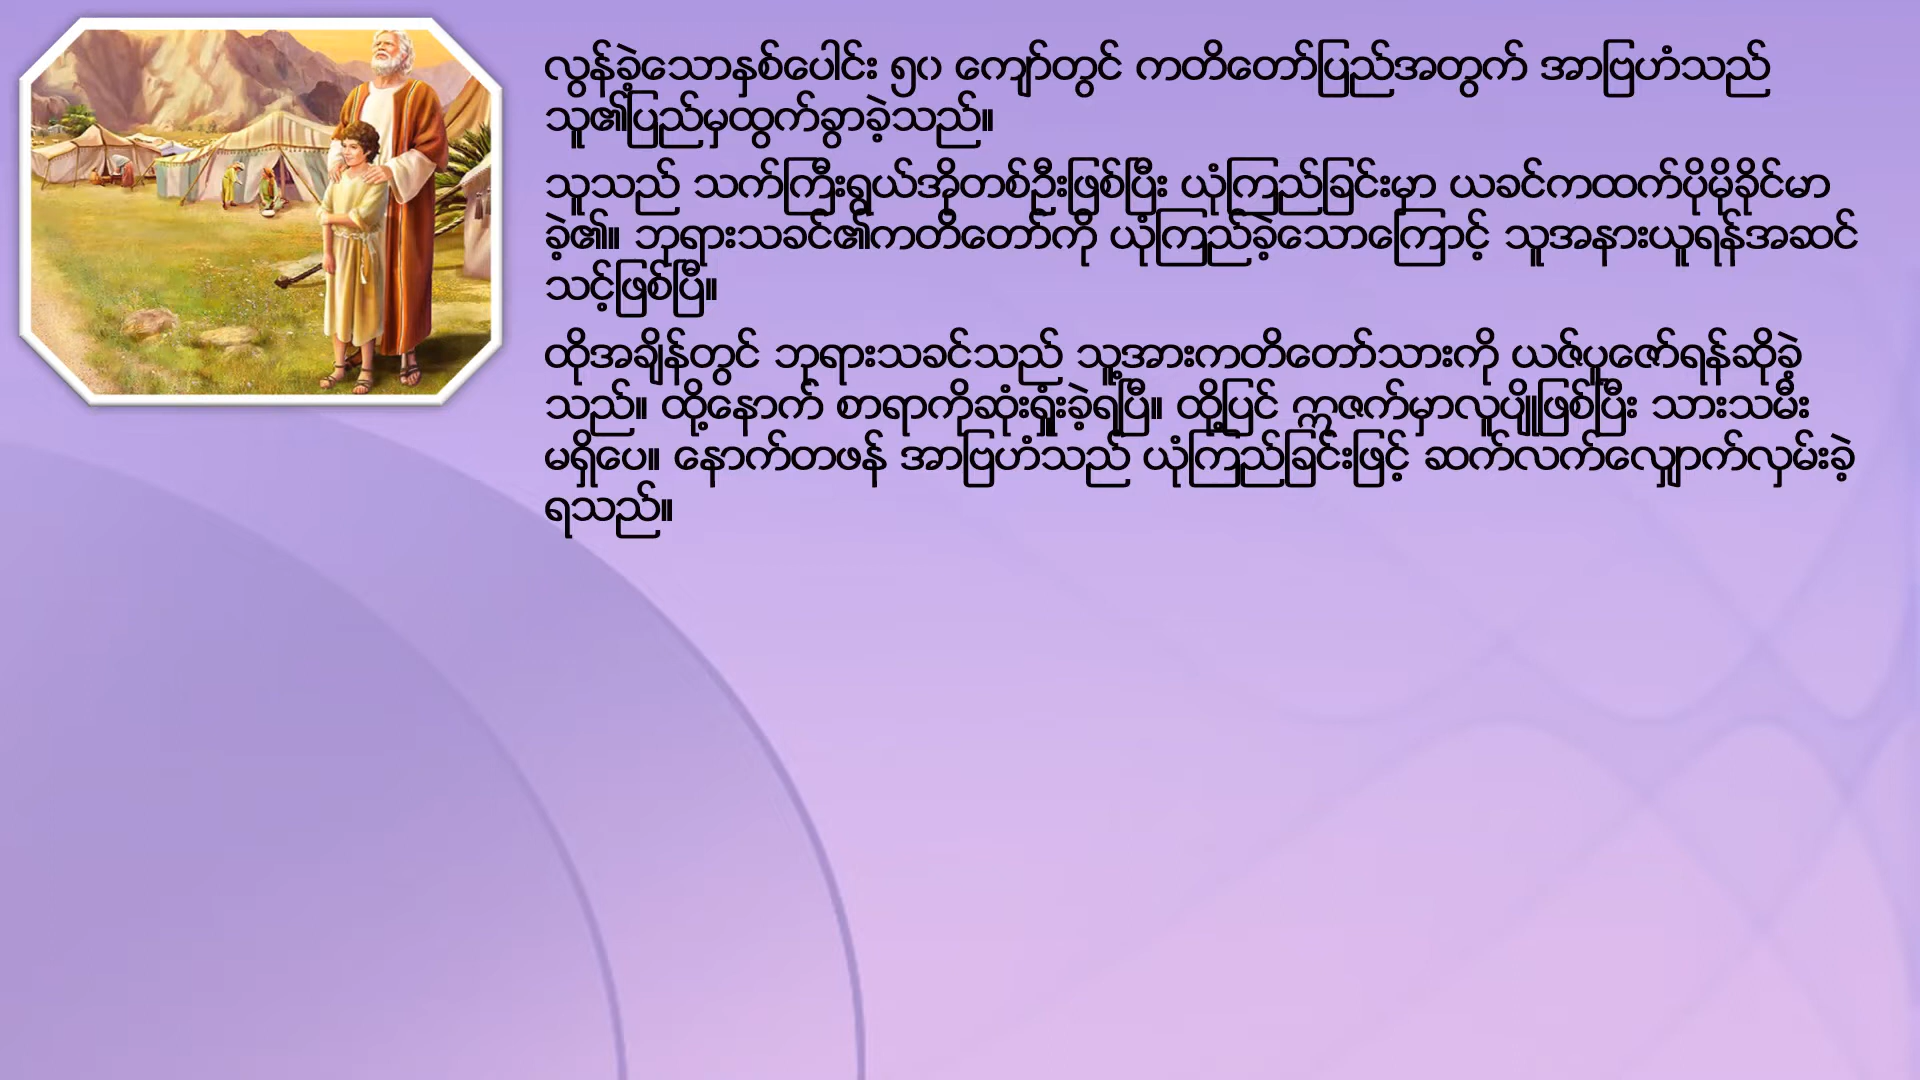 လွန်ခဲ့သောနှစ်ပေါင်း ၅၀ ကျော်တွင် ကတိတော်ပြည်အတွက် အာဗြဟံသည်
သူ၏ပြည်မှထွက်ခွာခဲ့သည်။
သူသည် သက်ကြီးရွယ်အိုတစ်ဦးဖြစ်ပြီး ယုံကြည်ခြင်းမှာ ယခင်ကထက်ပိုမိုခိုင်မာ
ခဲ့၏။ ဘုရားသခင်၏ကတိတော်ကို ယုံကြည်ခဲ့သောကြောင့် သူအနားယူရန်အဆင်
သင့်ဖြစ်ပြီ။
ထိုအချိန်တွင် ဘုရားသခင်သည် သူ့အားကတိတော်သားကို ယဇ်ပူဇော်ရန်ဆိုခဲ့
သည်။ ထို့နောက် စာရာကိုဆုံးရှုံးခဲ့ရပြီ။ ထို့ပြင် ဣဇက်မှာလူပျိုဖြစ်ပြီး သားသမီး
မရှိပေ။ နောက်တဖန် အာဗြဟံသည် ယုံကြည်ခြင်းဖြင့် ဆက်လက်လျှောက်လှမ်းခဲ့
ရသည်။